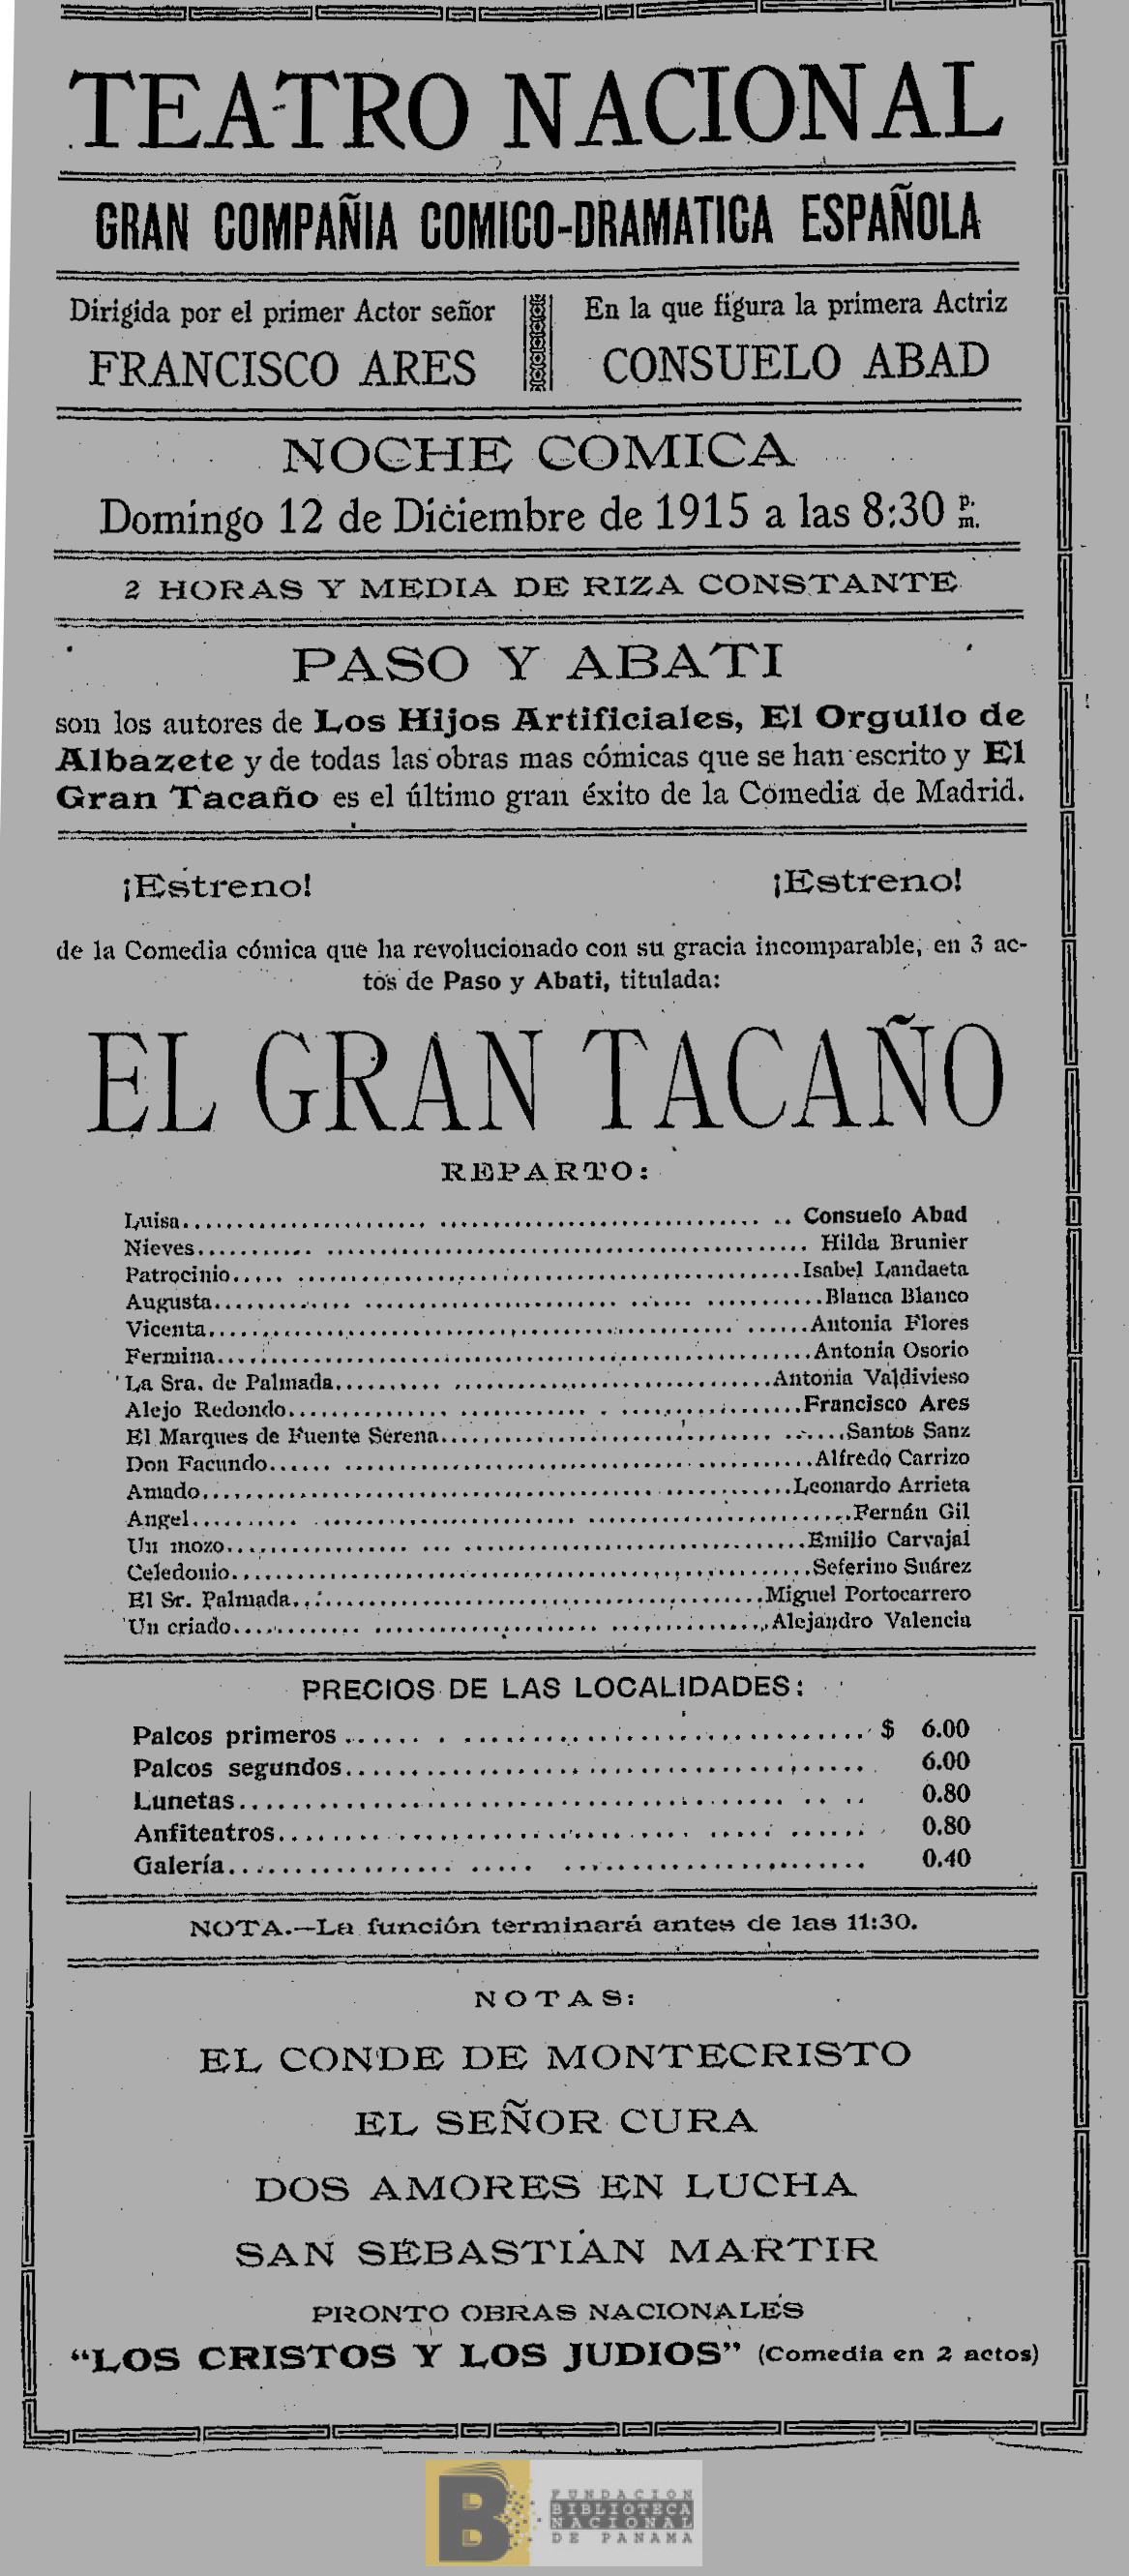 TEATRO NACIONAL
GRAN COMPAÑIA COMICO-DRAMATICA ESPAÑOLA
Dirigida por el primer Actor señor
FRANCISCO ARES
En la que figura la primera Actriz
CONSUELO ABAD
NOCHE COMICA
Domingo 12 de Diciembre de 1915 a las 8:30 p. m.
2 HORAS Y MEDIA DE RIZA CONSTANTE
PASO Y ABATI
son los autores de Los Hijos Artificiales, El Orgullo de
Albazete y de todas las obras mas cómicas que se han escrito y El
Gran Tacaño es el último gran éxito de la Comedia de Madrid.
¡Estreno! ¡Estreno!
de la Comedia cómica que ha revolucionado con su gracia incomparable, en 3 ac-
tos de Paso y Abati, titulada:
EL GRAN TACAÑO
REPARTO:
Luisa.......... Consuelo Abad
Nieves.......... Hilda Brunier
Patrocinio.......... Isabel Landaeta
Augusta.......... Blanca Blanco
Vicenta.......... Antonia Flores
Fermina.......... Antonia Osorio
La Sra. de Palmada.......... Antonia Valdivieso
Alejo Redondo.......... Francisco Ares
El Marques de Fuente Serena.......... Santos Sanz
Don Facundo.......... Alfredo Carrizo
Amado.......... Leonardo Arrieta
Angel.......... Fernán Gil
Un mozo.......... Emilio Carvajal
Celedonio.......... Seferino Suárez
El Sr. Palmada.......... Miguel Portocarrero
Un criado.......... Alejandro Valencia
PRECIOS DE LAS LOCALIDADES:
Palcos primeros.......... $ 6.00
Palcos segundos.......... 6.00
Lunetas.......... 0.80
Anfiteatros.......... 0.80
Galería.......... 0.40
NOTA.—La función terminará antes de las 11:30.
NOTAS:
EL CONDE DE MONTECRISTO
EL SEÑOR CURA
DOS AMORES EN LUCHA
SAN SEBASTIAN MARTIR
PRONTO OBRAS NACIONALES
“LOS CRISTOS Y LOS JUDIOS” (Comedia en 2 actos)
B
FUNDACION
BIBLIOTECA
NACIONAL
DE PANAMA